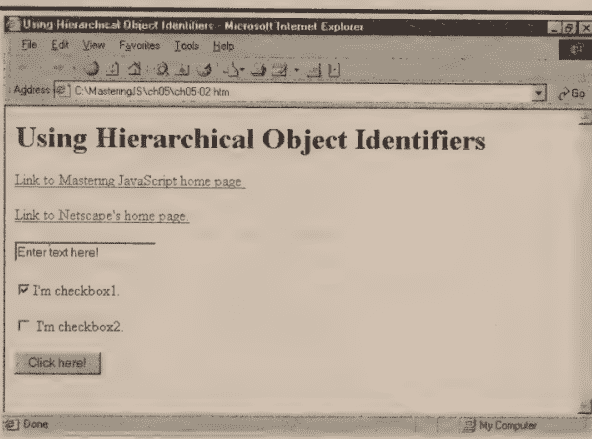 Using Hierarchical Object Identifiers - Microsoft Internet Explorer
File Edit View Favorites Tools Help
Address C:\MasteringJS\ch05\ch05-02.htm Go
Using Hierarchical Object Identifiers
Link to Mastering JavaScript home page.
Link to Netscape's home page.
Enter text here!
I'm checkbox1.
I'm checkbox2.
Click here!
Done My Computer